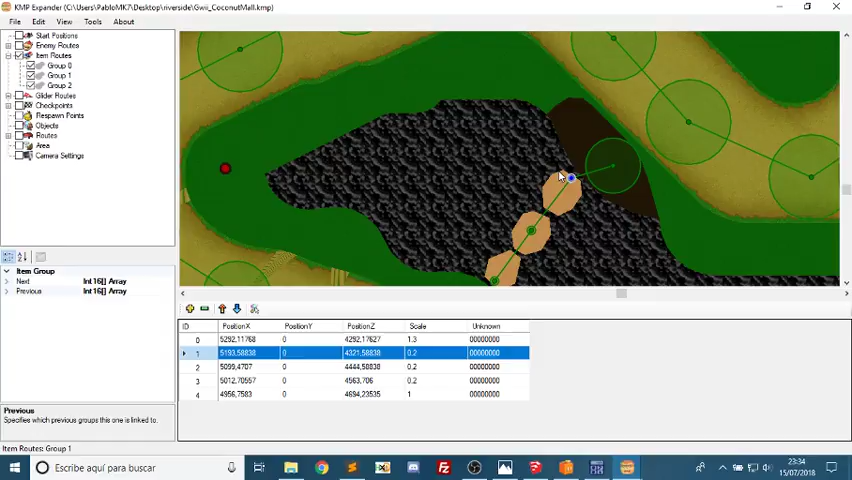 KMP Expander (C:\Users\PabloMK7\Desktop\riverside\Gwii_CoconutMall.kmp)
File Edit View Tools About
Start Positions
Enemy Routes
Item Routes
Group 0
Group 1
Group 2
Glider Routes
Checkpoints
Respawn Points
Objects
Routes
Area
Camera Settings
Item Group
Next Int16[] Array
Previous Int16[] Array
Previous
Specifies which previous groups this one is linked to.
ID PositionX PositionY PositionZ Scale Unknown
0 5292,11768 0 4292,17627 1.3 00000000
1 5193,58838 0 4321,58838 0.2 00000000
2 5099,4707 0 4444,58838 0.2 00000000
3 5012,70557 0 4563,706 0.2 00000000
4 4956,7583 0 4694,23535 1 00000000
Item Routes: Group 1
Escribe aquí para buscar
23:34
15/07/2018